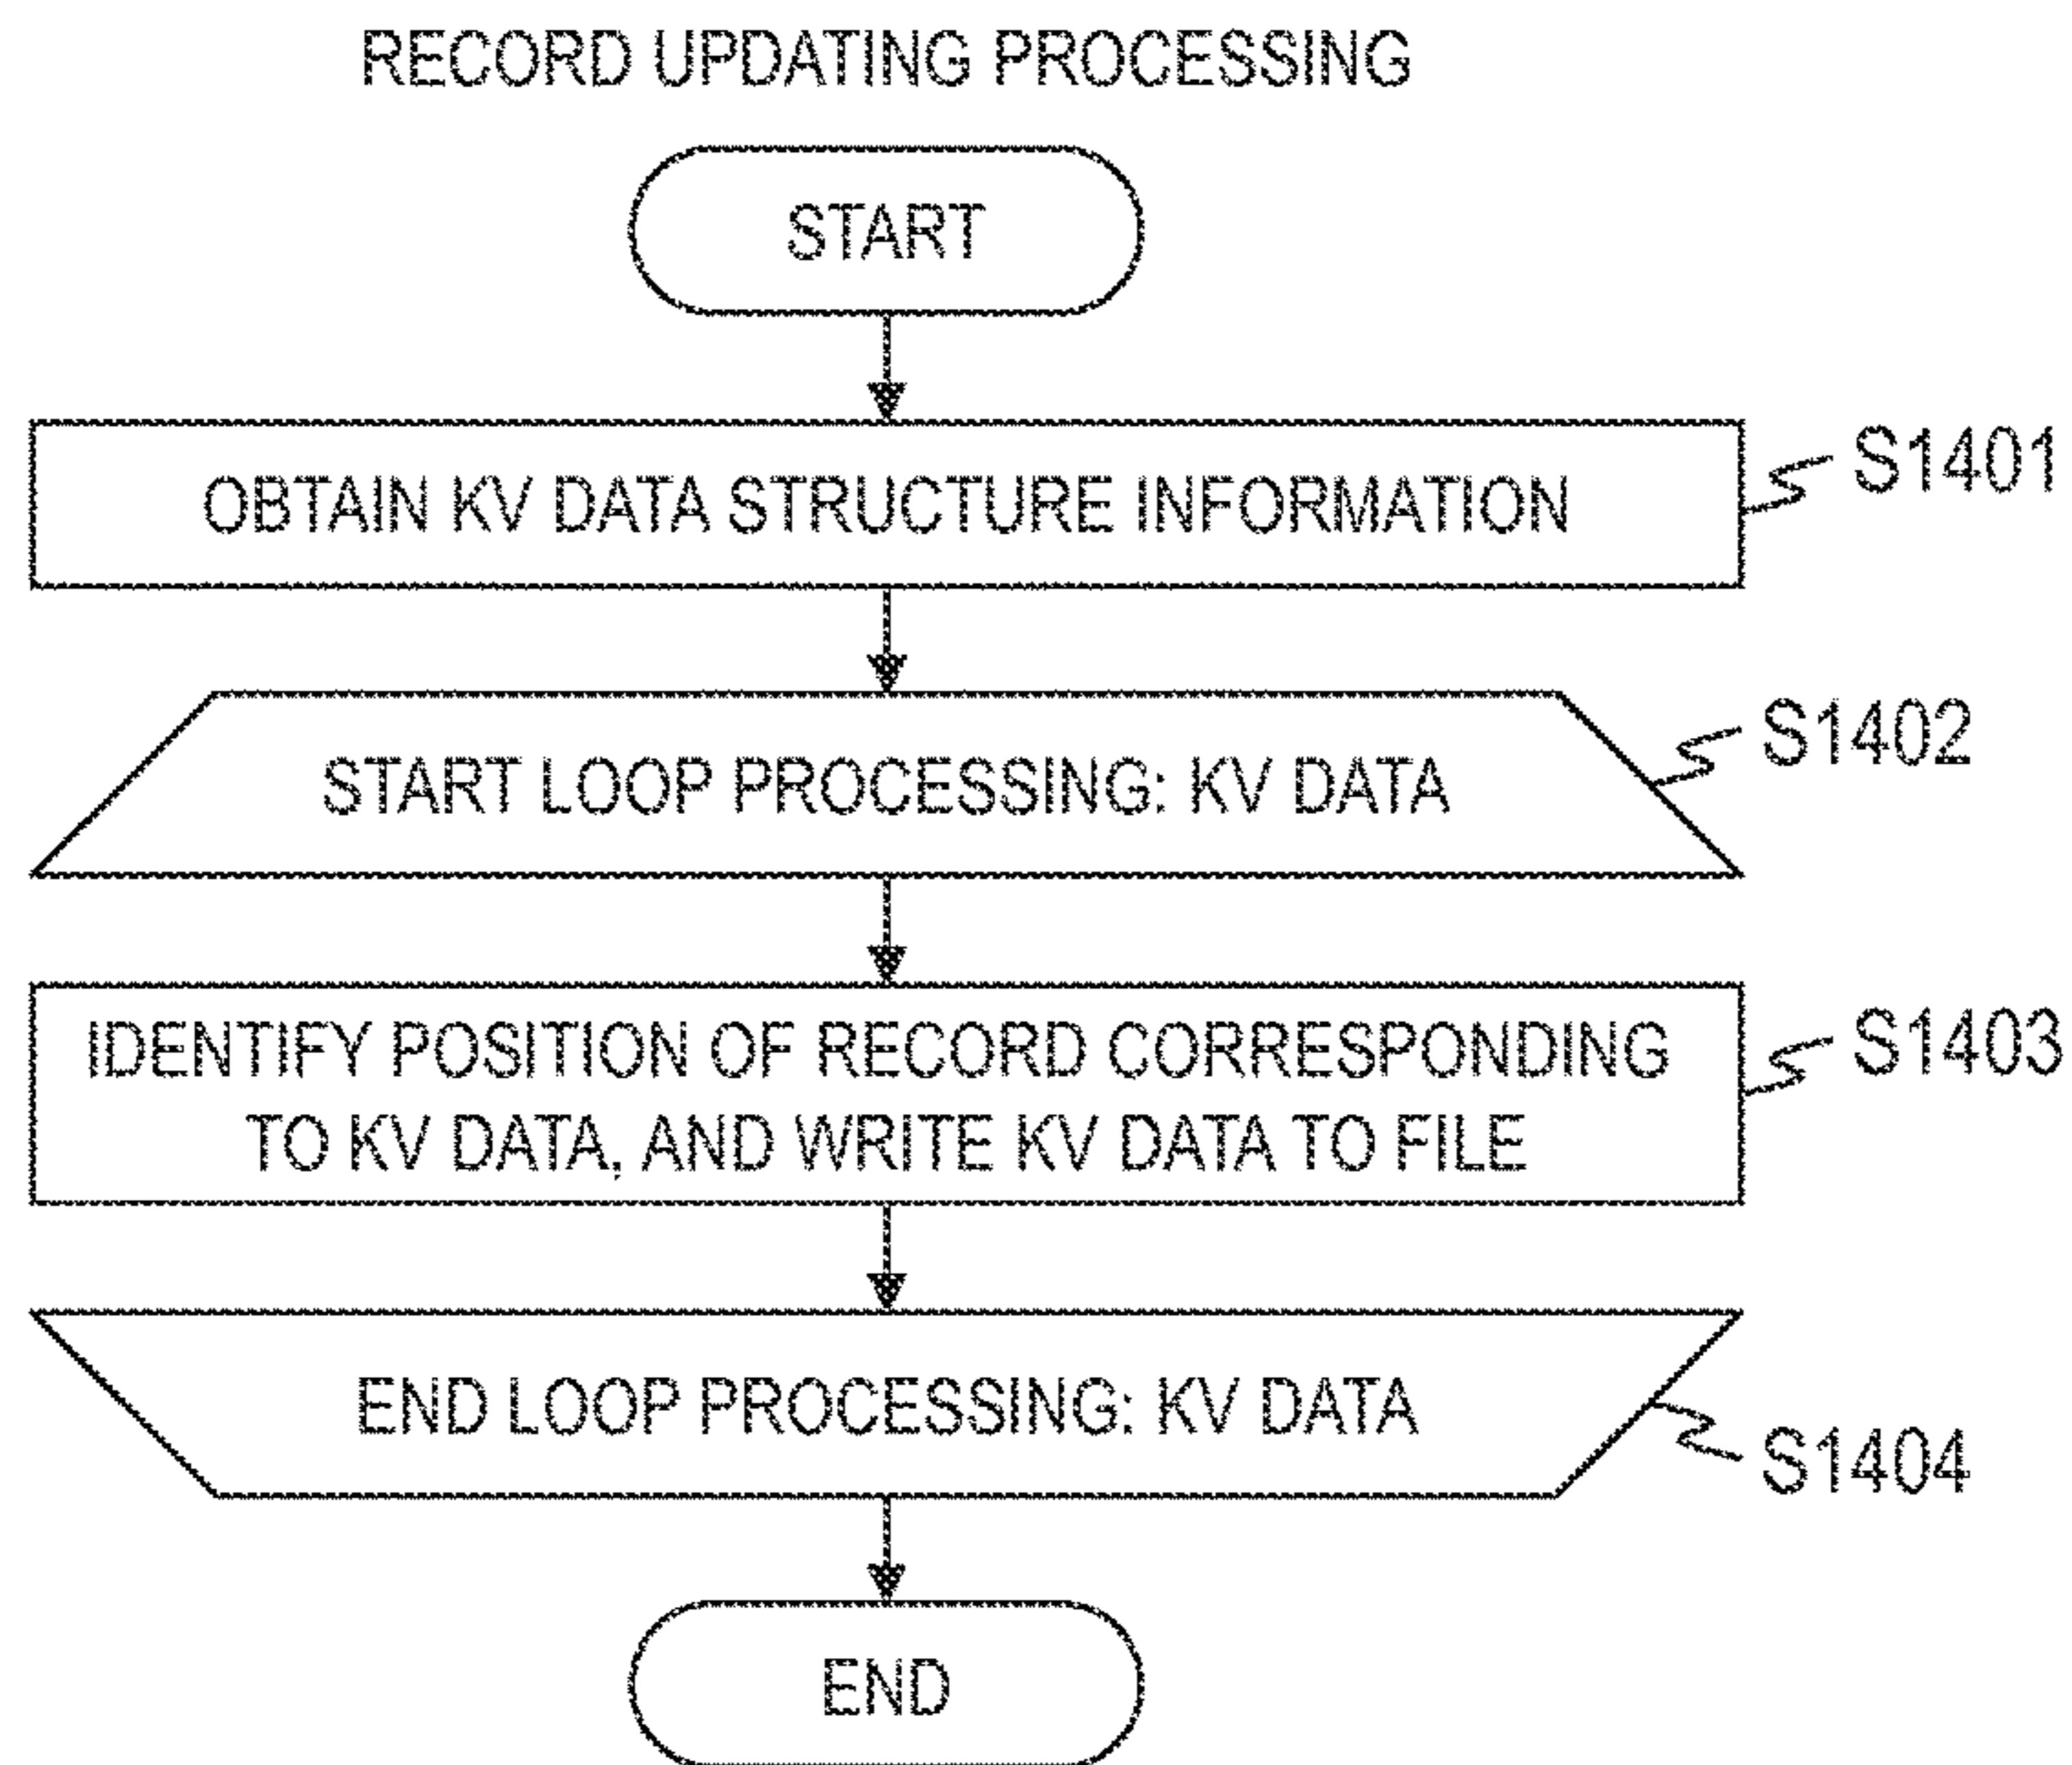 RECORD UPDATING PROCESSING
START
OBTAIN KV DATA STRUCTURE INFORMATION
S1401
START LOOP PROCESSING: KV DATA
S1402
IDENTIFY POSITION OF RECORD CORRESPONDING
TO KV DATA, AND WRITE KV DATA TO FILE
S1403
END LOOP PROCESSING: KV DATA
S1404
END